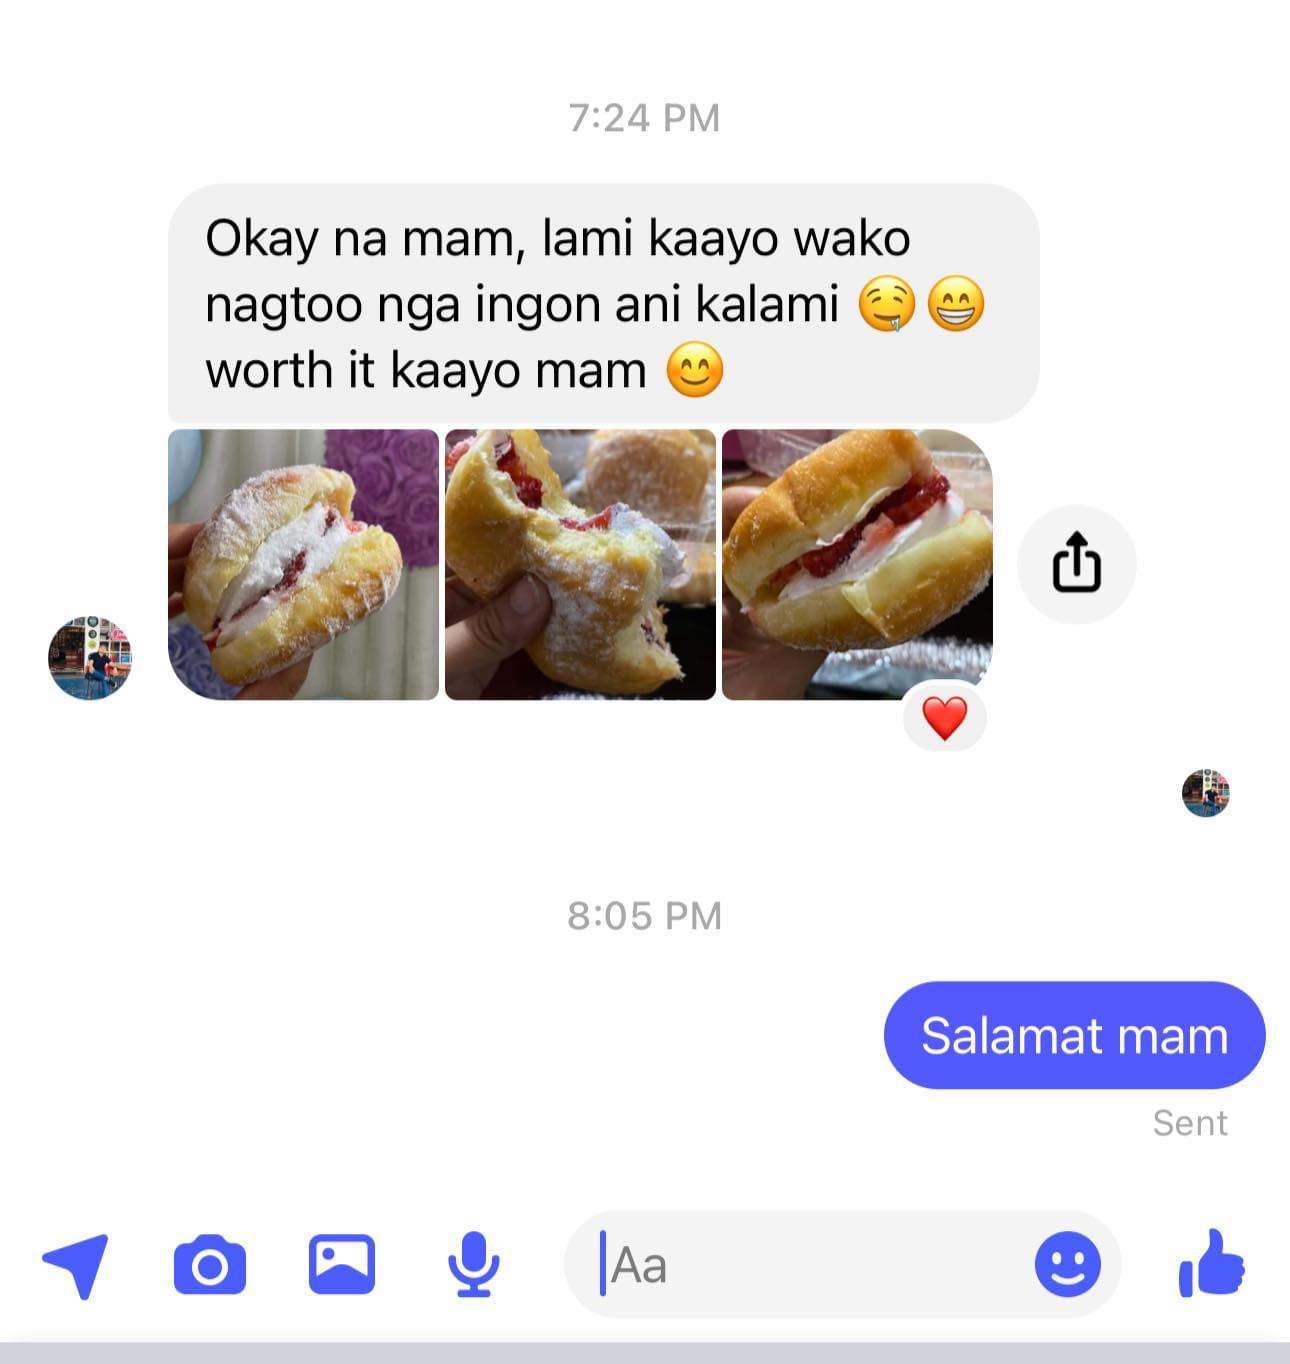 7:24 PM
Okay na mam, lami kaayo wako
nagtoo nga ingon ani kalami 🤤😁
worth it kaayo mam 😊
8:05 PM
Salamat mam
Sent
Aa